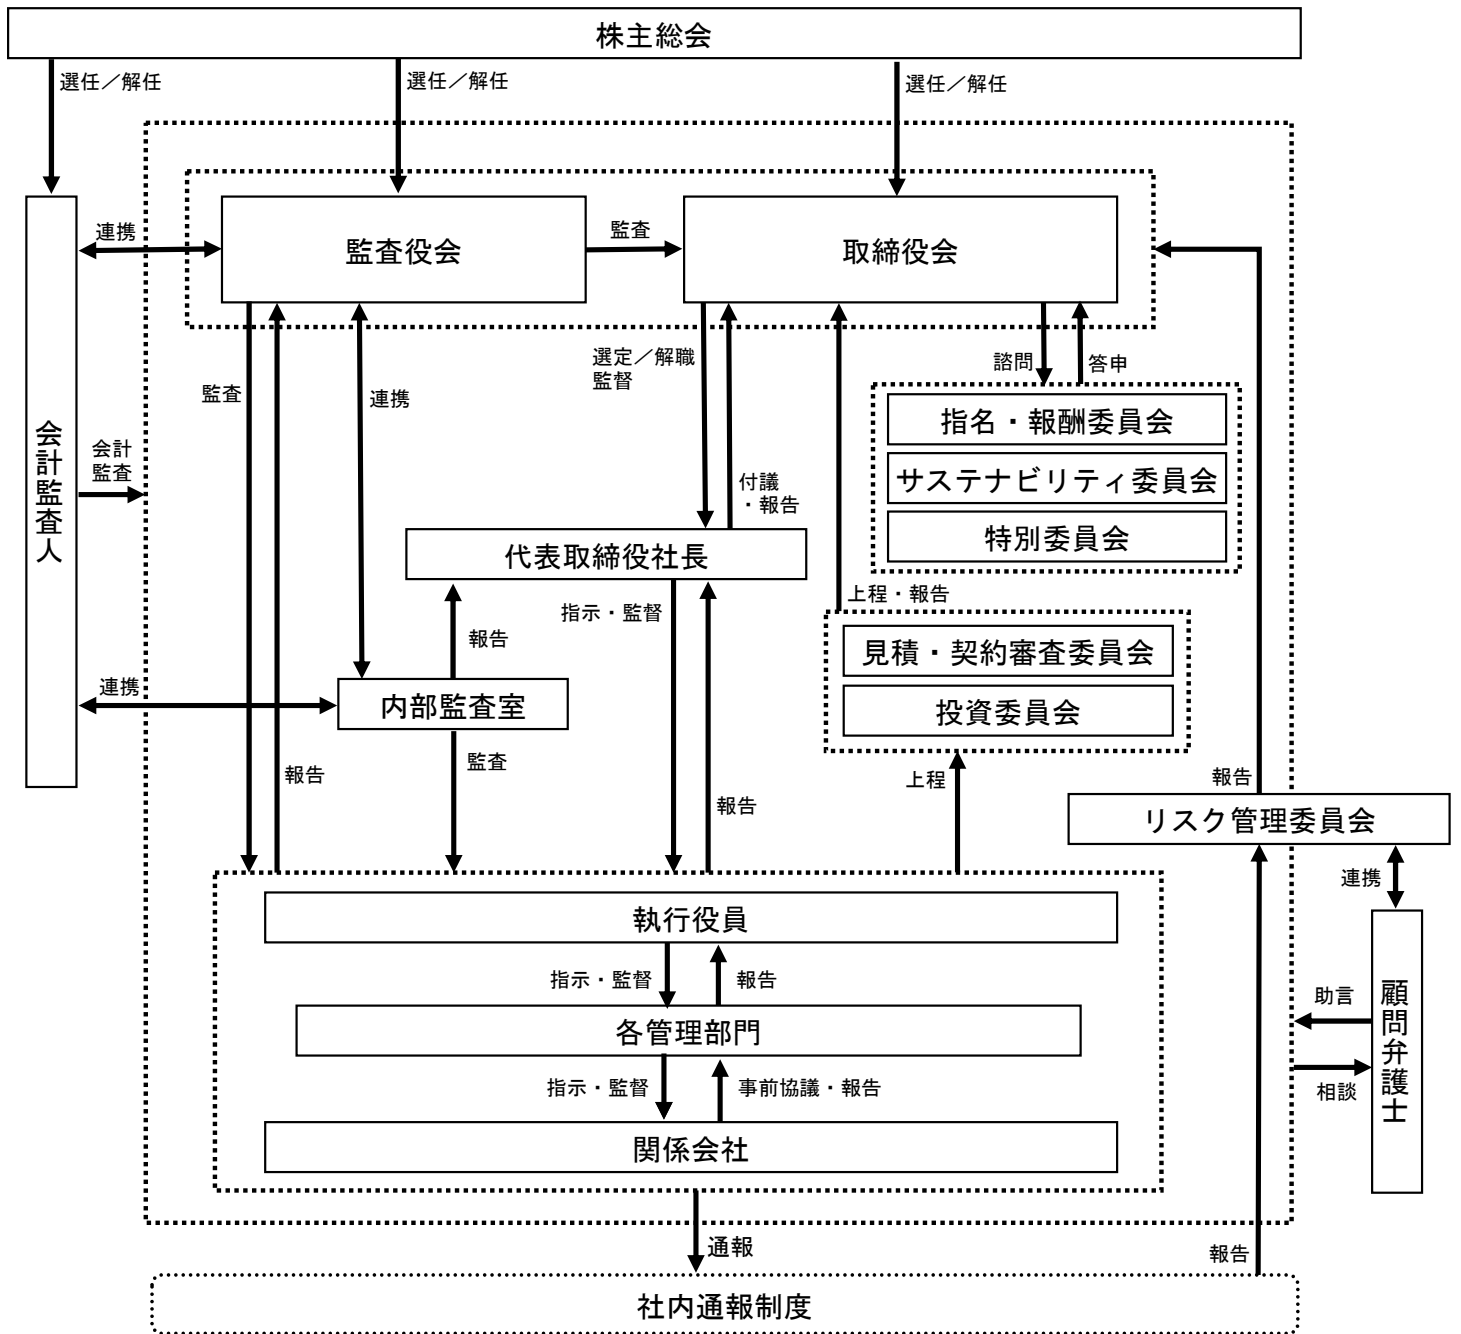 株主総会
選任／解任
選任／解任
選任／解任
連携
監査役会
監査
取締役会
選定／解職
監督
諮問
答申
監査
連携
指名・報酬委員会
会計監査人
会計
監査
サステナビリティ委員会
付議
・報告
特別委員会
代表取締役社長
上程・報告
指示・監督
報告
見積・契約審査委員会
連携
内部監査室
投資委員会
監査
報告
上程
報告
報告
リスク管理委員会
連携
執行役員
指示・監督
報告
助言
顧問弁護士
各管理部門
指示・監督
事前協議・報告
相談
関係会社
通報
報告
社内通報制度